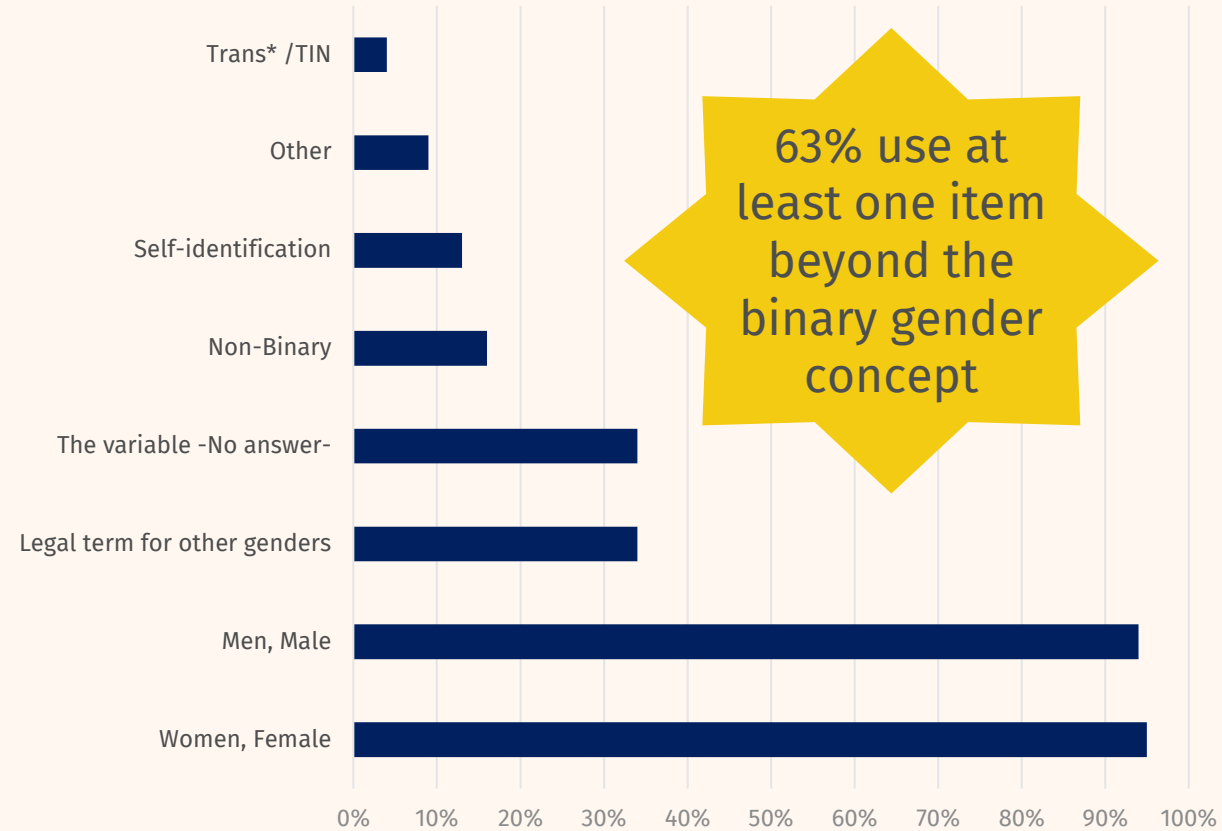 Trans* /TIN
Other
Self-identification
Non-Binary
The variable -No answer-
Legal term for other genders
Men, Male
Women, Female
0% 10% 20% 30% 40% 50% 60% 70% 80% 90% 100%
63% use at
least one item
beyond the
binary gender
concept